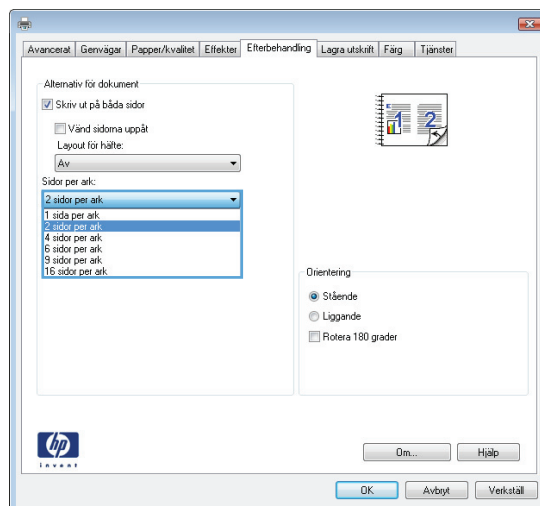 Avancerat Genvägar Papper/kvalitet Effekter Efterbehandling Lagra utskrift Färg Tjänster
Alternativ för dokument
Skriv ut på båda sidor
Vänd sidorna uppåt
Layout för häfte:
Av
Sidor per ark:
2 sidor per ark
1 sida per ark
2 sidor per ark
4 sidor per ark
6 sidor per ark
9 sidor per ark
16 sidor per ark
1 2
Orientering
Stående
Liggande
Rotera 180 grader
hp
invent
Om... Hjälp
OK Avbryt Verkställ